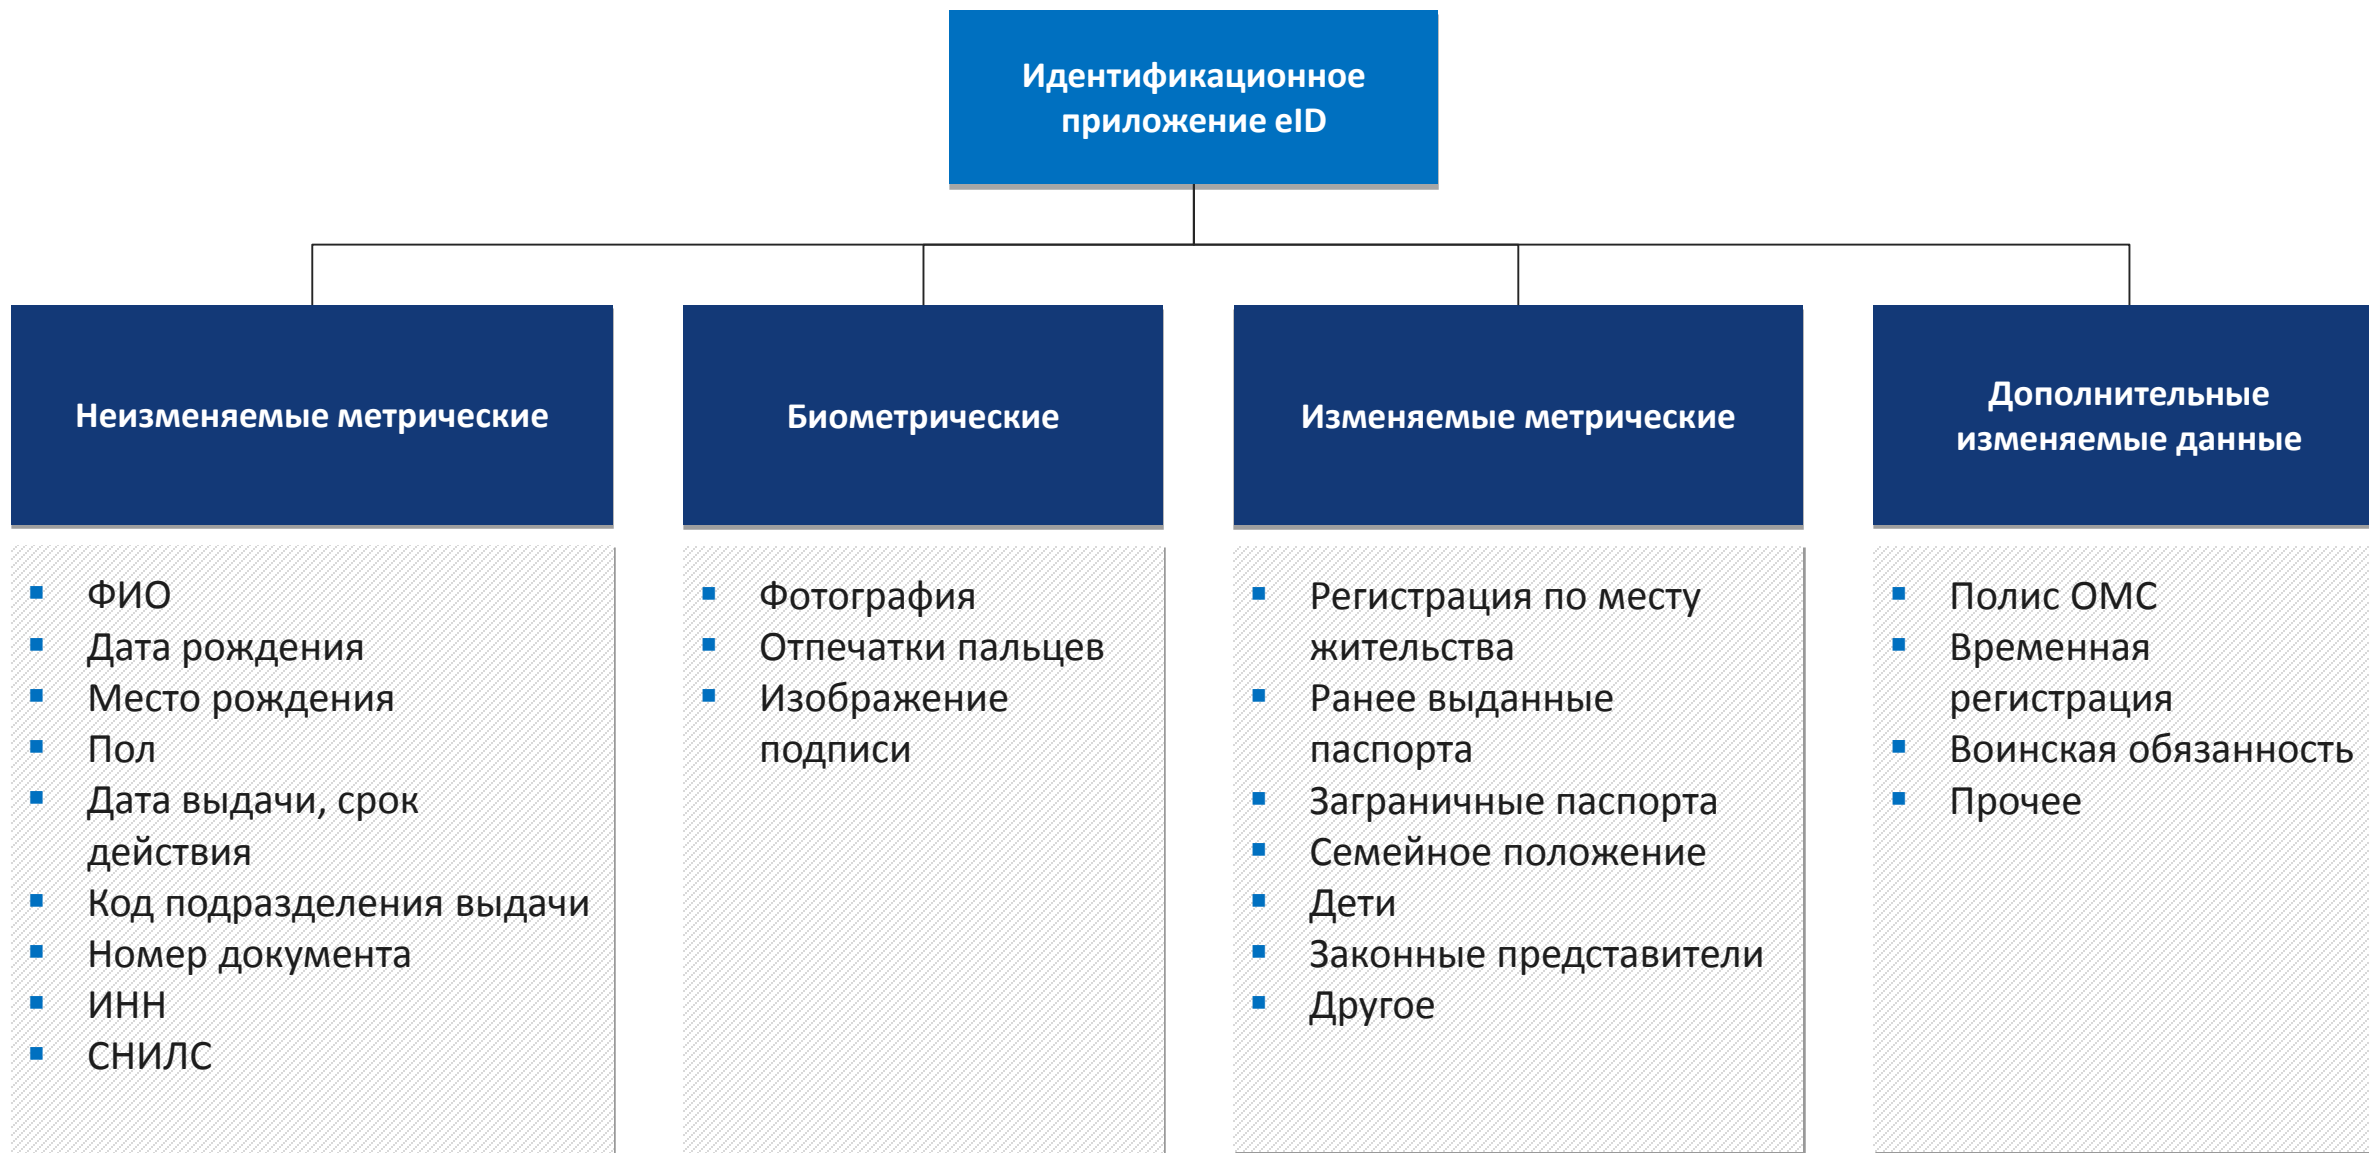 Идентификационное
приложение eID
Неизменяемые метрические
ФИО
Дата рождения
Место рождения
Пол
Дата выдачи, срок
действия
Код подразделения выдачи
Номер документа
ИНН
СНИЛС
Биометрические
Фотография
Отпечатки пальцев
Изображение
подписи
Изменяемые метрические
Регистрация по месту
жительства
Ранее выданные
паспорта
Заграничные паспорта
Семейное положение
Дети
Законные представители
Другое
Дополнительные
изменяемые данные
Полис ОМС
Временная
регистрация
Воинская обязанность
Прочее